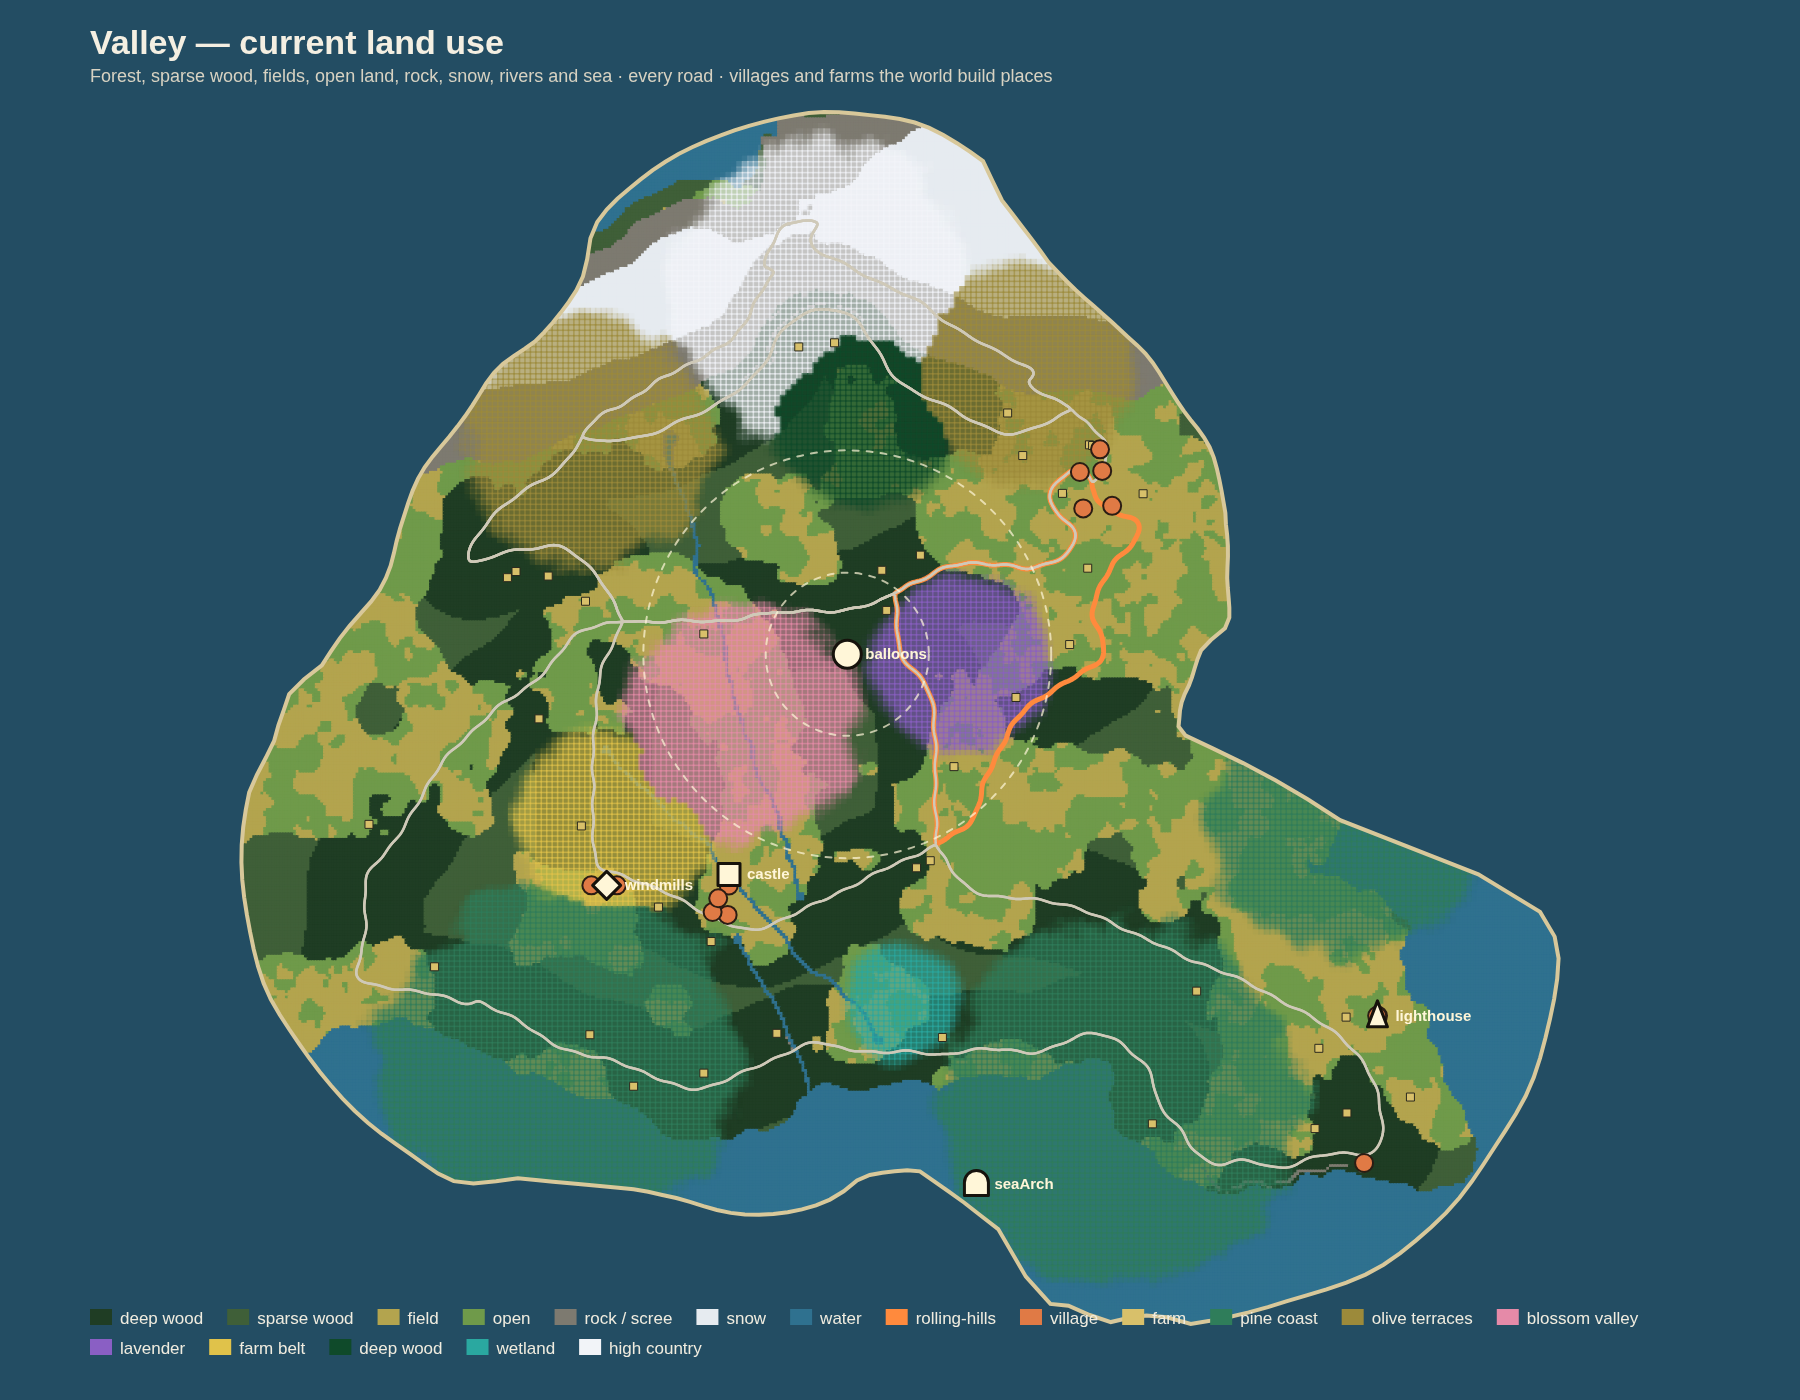 Valley — current land use
Forest, sparse wood, fields, open land, rock, snow, rivers and sea · every road · villages and farms the world build places
balloons
castle
windmills
lighthouse
seaArch
deep wood sparse wood field open rock / scree snow water rolling-hills village farm pine coast olive terraces blossom valley
lavender farm belt deep wood wetland high country